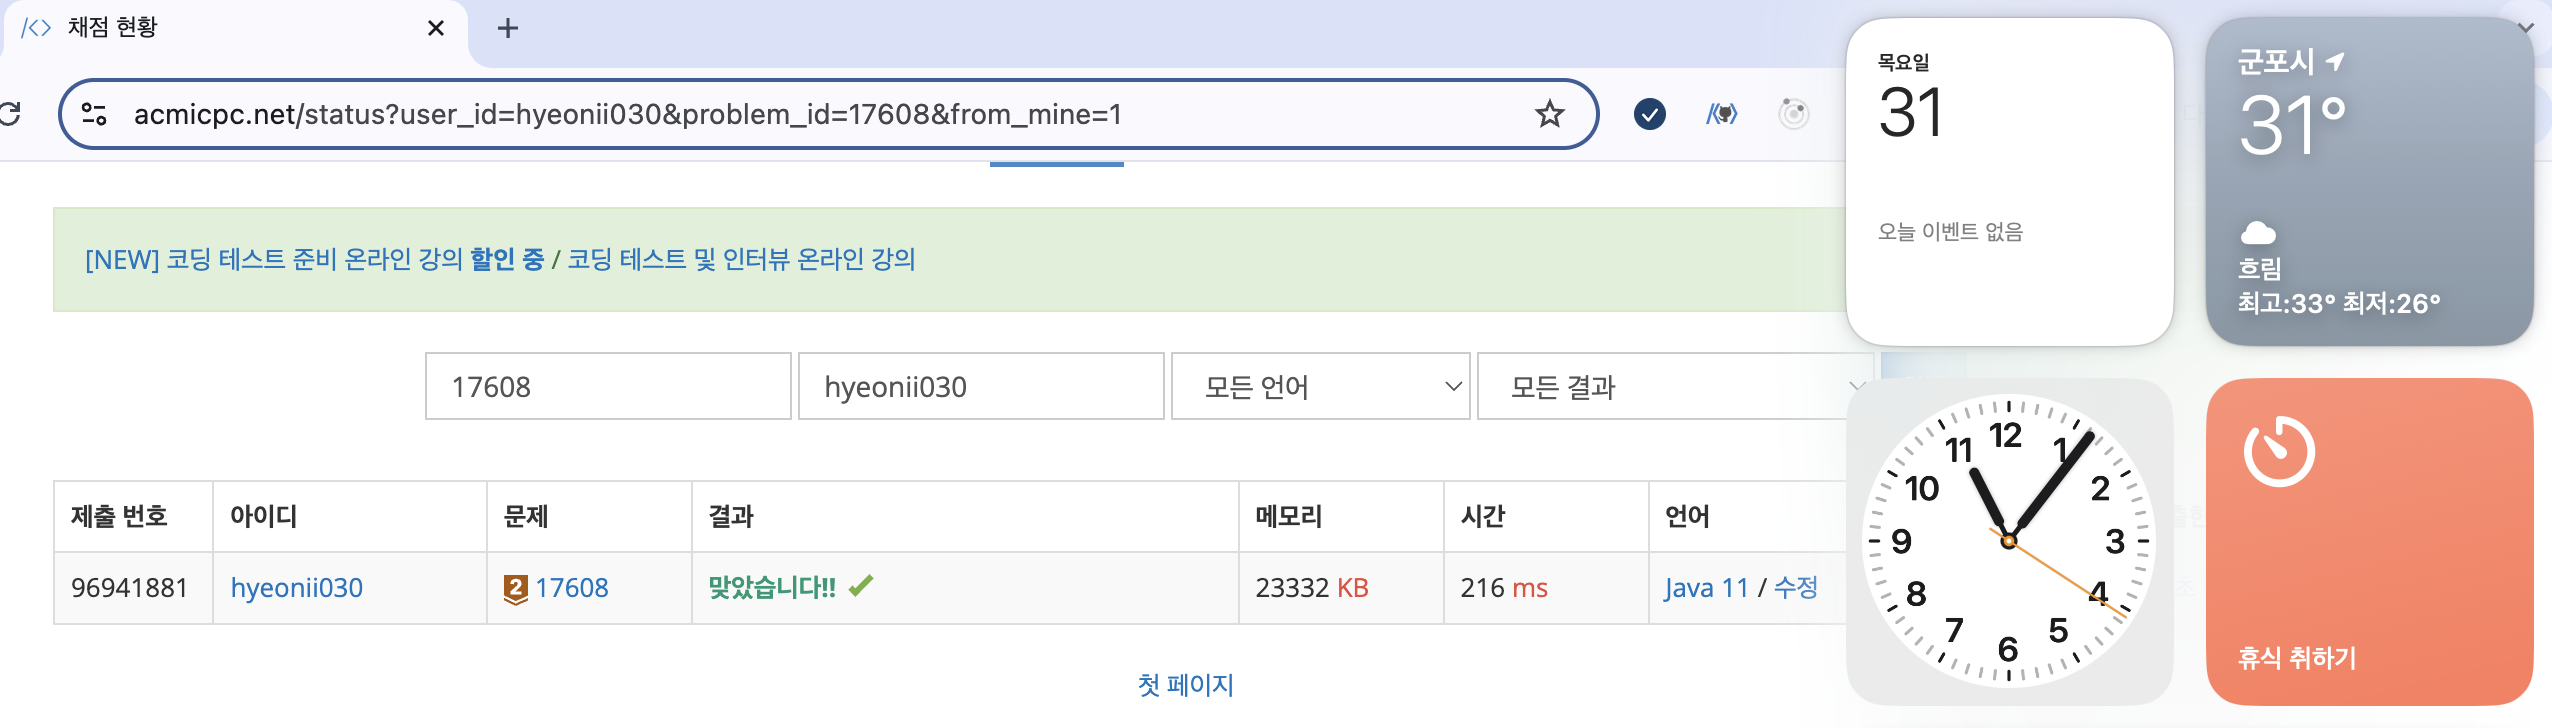 채점 현황
acmicpc.net/status?user_id=hyeonii030&problem_id=17608&from_mine=1
[NEW] 코딩 테스트 준비 온라인 강의 할인 중 / 코딩 테스트 및 인터뷰 온라인 강의
17608 hyeonii030 모든 언어 모든 결과
제출 번호 아이디 문제 결과 메모리 시간 언어
96941881 hyeonii030 2 17608 맞았습니다!! 23332 KB 216 ms Java 11 / 수정
첫 페이지
목요일
31
오늘 이벤트 없음
군포시
31°
흐림
최고:33° 최저:26°
12
1
2
3
4
5
6
7
8
9
10
11
휴식 취하기